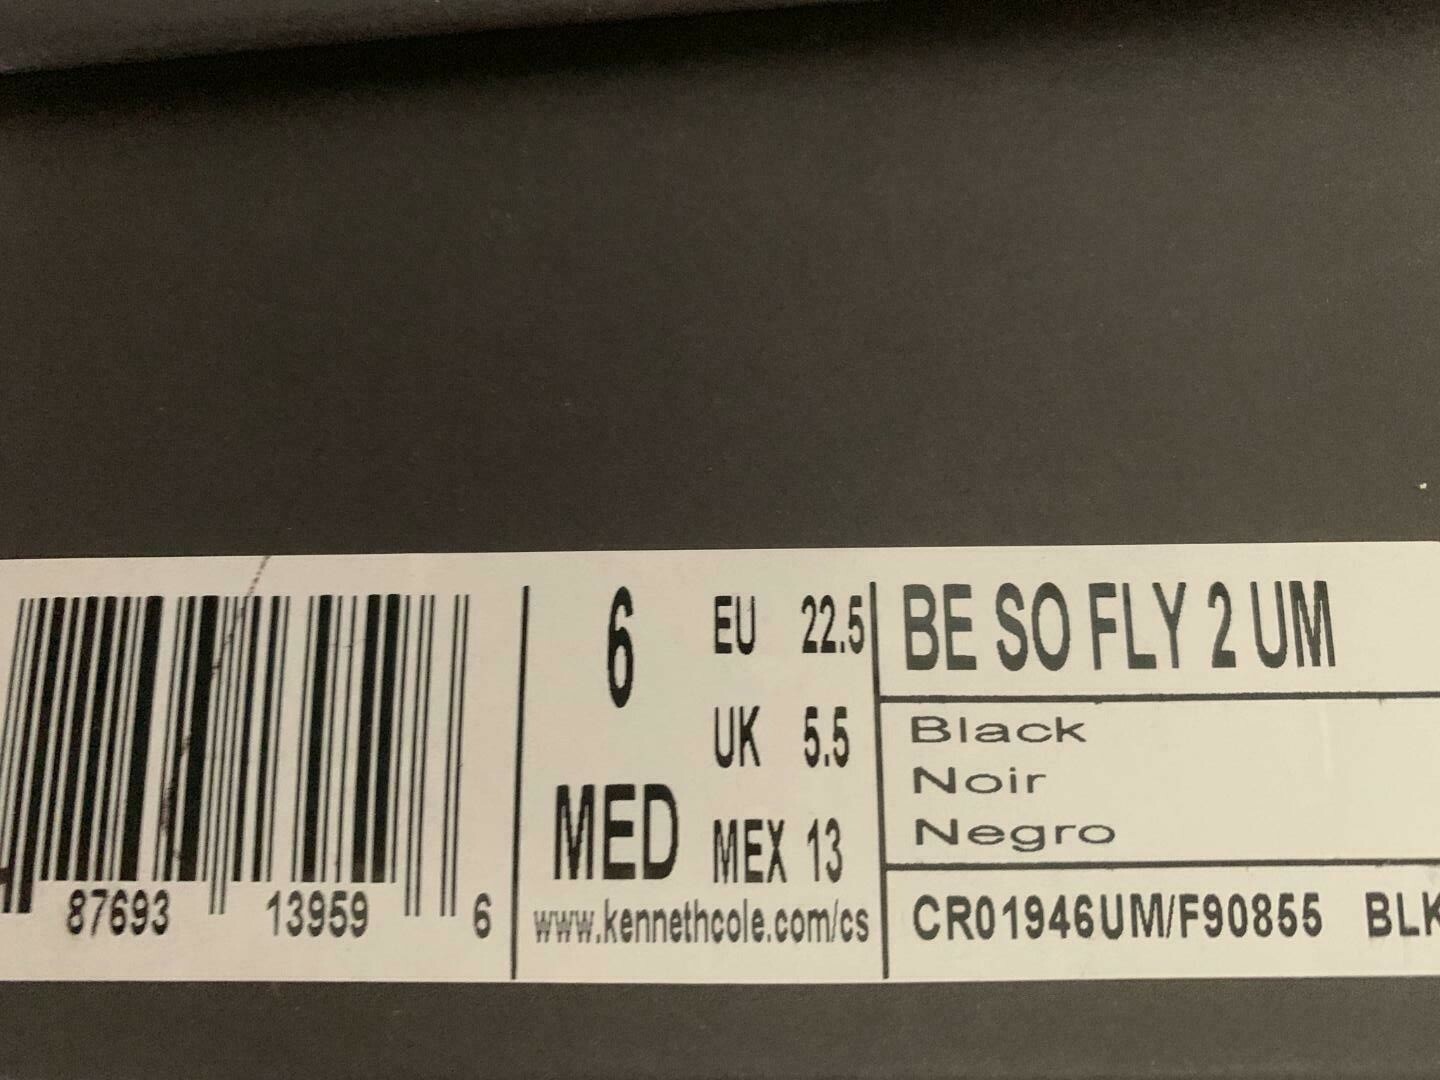 87693 13959 6
6
MED
EU 22.5
UK 5.5
MEX 13
www.kennethcole.com/cs
BE SO FLY 2 UM
Black
Noir
Negro
CR01946UM/F90855 BLK